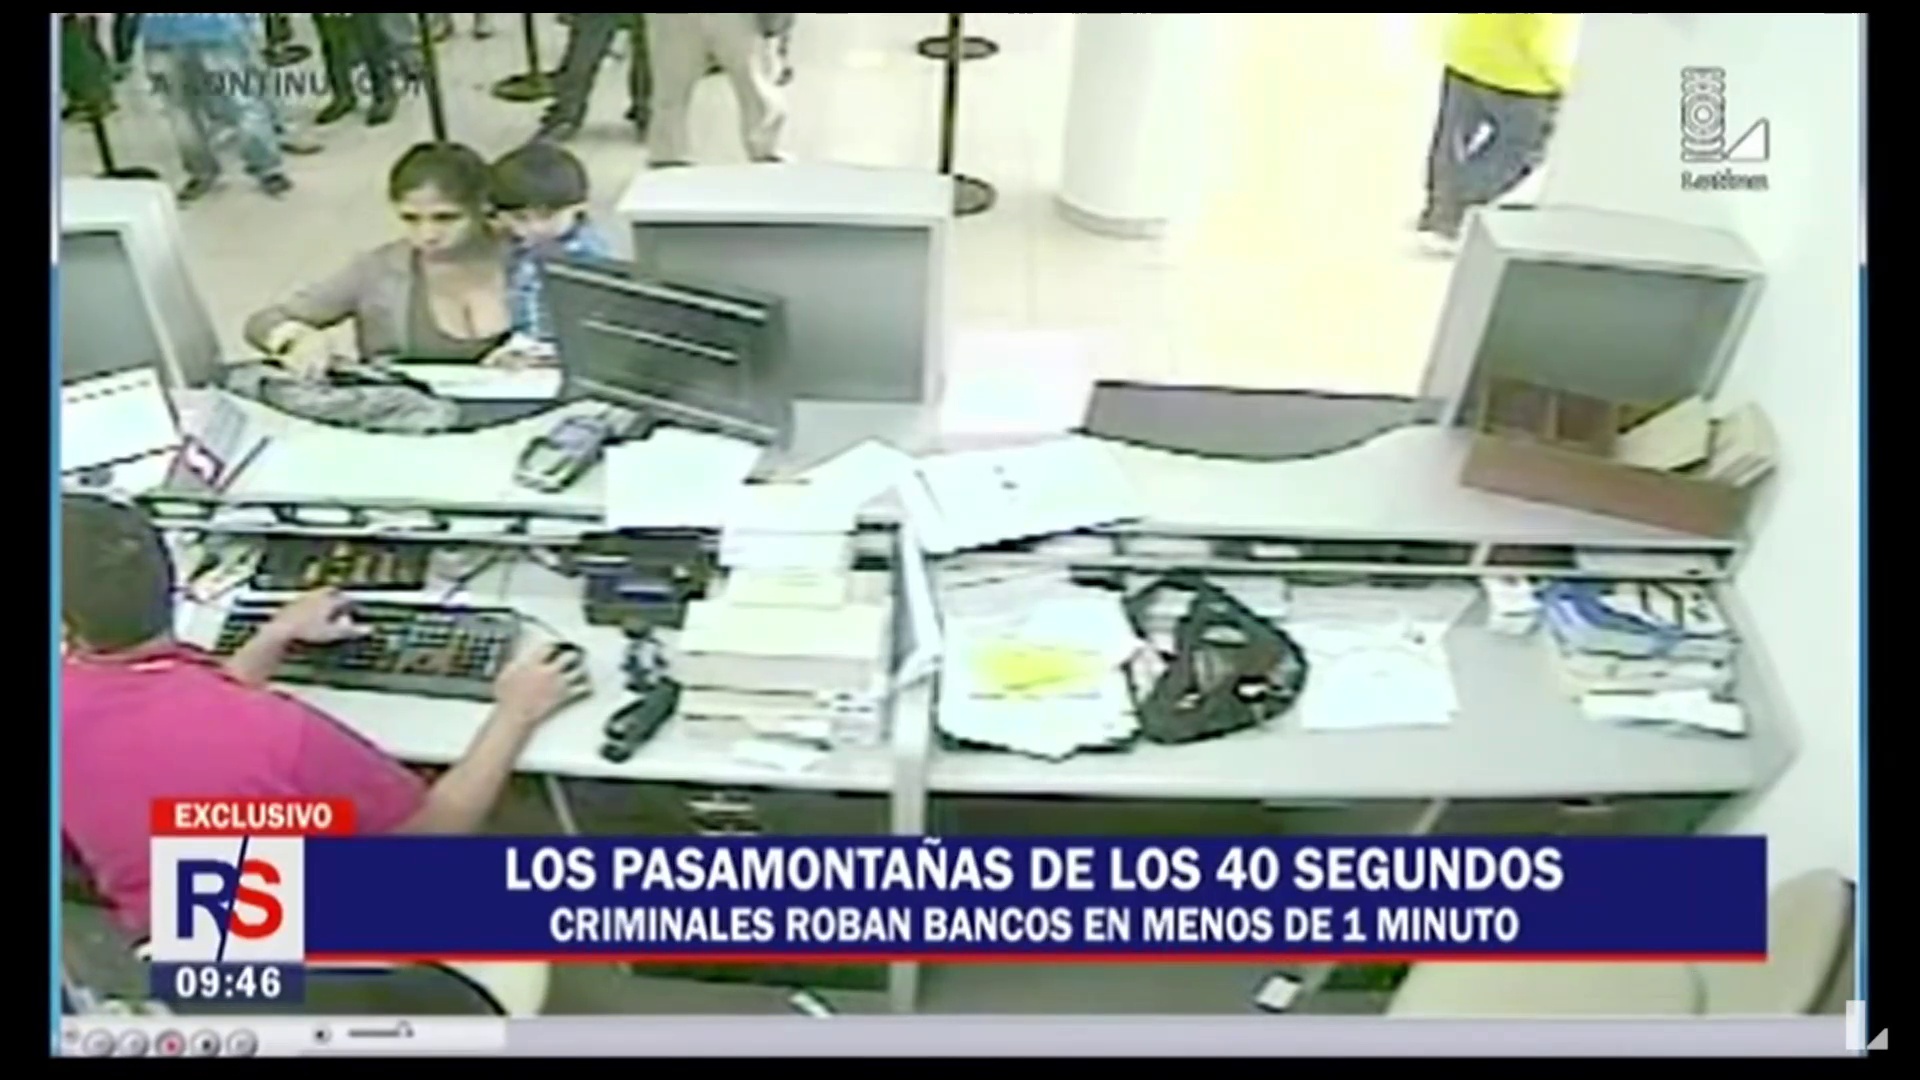 A CONTINUACIÓN
Latina
EXCLUSIVO
RS
LOS PASAMONTAÑAS DE LOS 40 SEGUNDOS
CRIMINALES ROBAN BANCOS EN MENOS DE 1 MINUTO
09:46